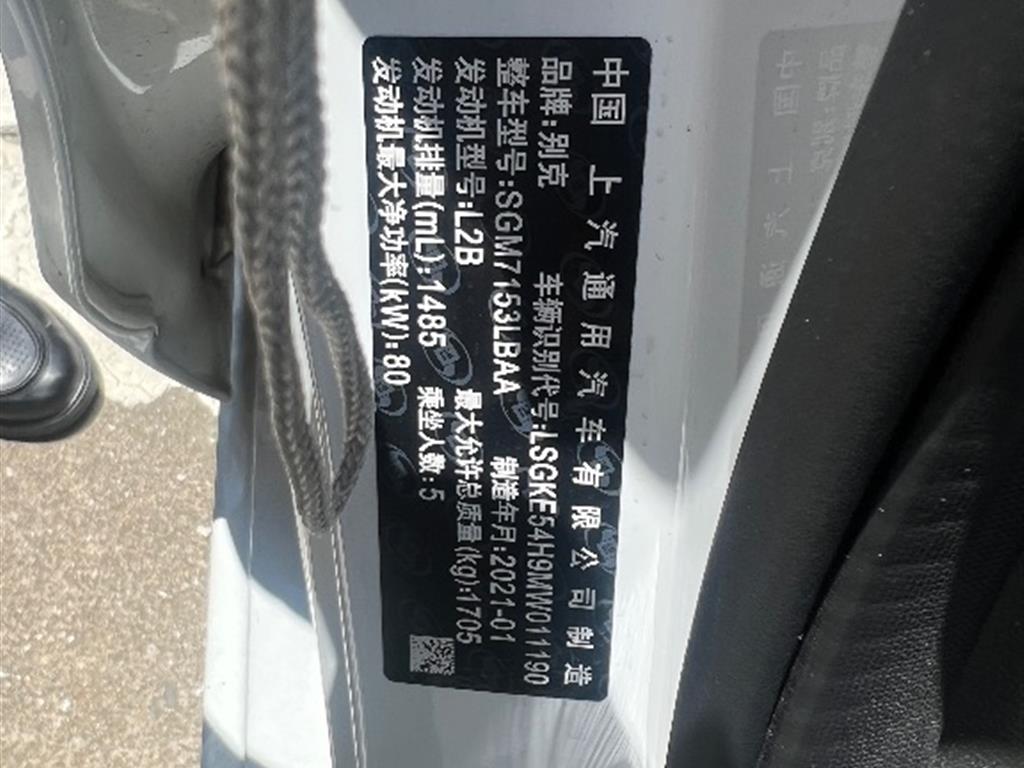 中国 上汽通用汽车有限公司制造
品牌:别克 车辆识别代号:LSGKE54H9MW011190
整车型号:SGM7153LBAA 制造年月:2021-01
发动机型号:L2B 最大允许总质量(kg):1705
发动机排量(mL):1485 乘坐人数:5
发动机最大净功率(kW):80